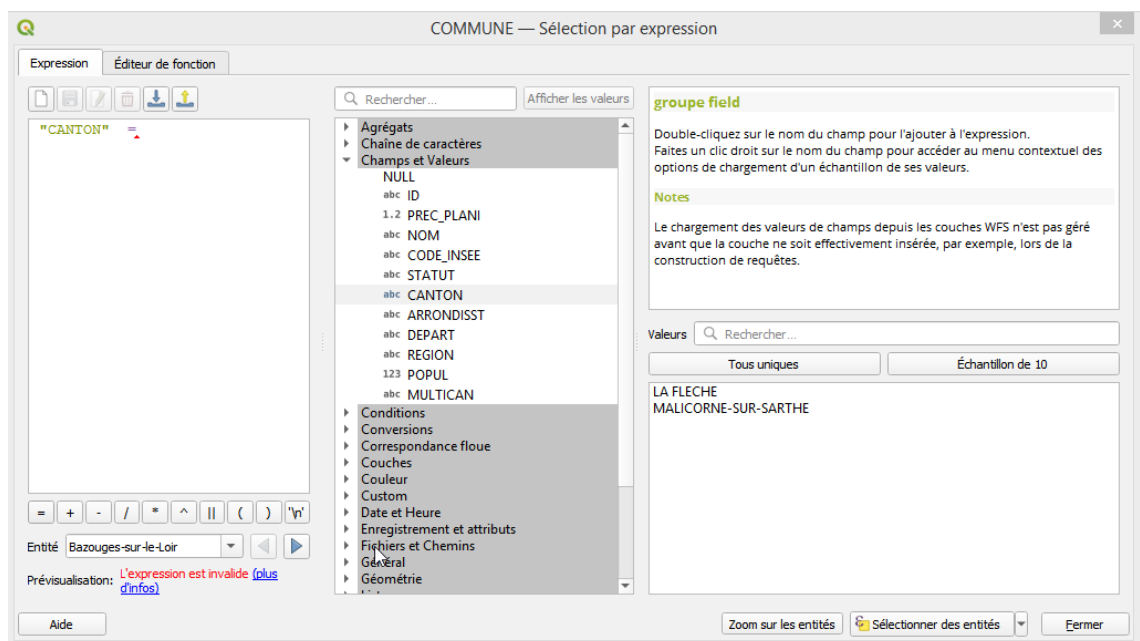 COMMUNE — Sélection par expression
Expression
Éditeur de fonction
"CANTON" =
= + - / * ^ || ( ) '\n'
Entité Bazouges-sur-le-Loir
Prévisualisation: L'expression est invalide (plus
d'infos)
Rechercher...
Afficher les valeurs
Agrégats
Chaîne de caractères
Champs et Valeurs
NULL
abc ID
1.2 PREC_PLANI
abc NOM
abc CODE_INSEE
abc STATUT
abc CANTON
abc ARRONDISST
abc DEPART
abc REGION
123 POPUL
abc MULTICAN
Conditions
Conversions
Correspondance floue
Couches
Couleur
Custom
Date et Heure
Enregistrement et attributs
Fichiers et Chemins
Général
Géométrie
groupe field
Double-cliquez sur le nom du champ pour l'ajouter à l'expression.
Faites un clic droit sur le nom du champ pour accéder au menu contextuel des
options de chargement d'un échantillon de ses valeurs.
Notes
Le chargement des valeurs de champs depuis les couches WFS n'est pas géré
avant que la couche ne soit effectivement insérée, par exemple, lors de la
construction de requêtes.
Valeurs Rechercher...
Tous uniques
Échantillon de 10
LA FLECHE
MALICORNE-SUR-SARTHE
Aide
Zoom sur les entités
Sélectionner des entités
Fermer